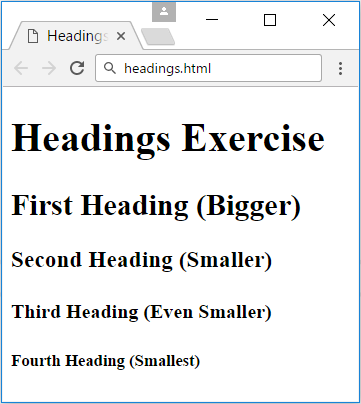 Headings
headings.html
Headings Exercise
First Heading (Bigger)
Second Heading (Smaller)
Third Heading (Even Smaller)
Fourth Heading (Smallest)